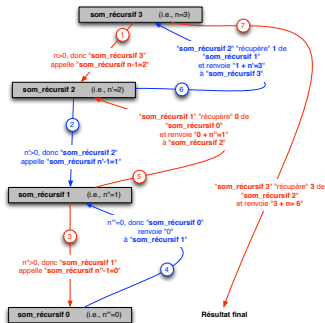 som_récursif 3 (i.e., n=3)
1
7
n>0, donc "som_récursif 3"
appelle "som_récursif n-1=2"
"som_récursif 2" "récupère" 1 de
"som_récursif 1"
et renvoie "1 + n'=3"
à "som_récursif 3"
som_récursif 2 (i.e., n'=2)
6
"som_récursif 1" "récupère" 0 de
"som_récursif 0"
et renvoie "0 + n''=1"
à "som_récursif 2"
2
n'>0, donc "som_récursif 2"
appelle "som_récursif n'-1=1"
5
som_récursif 1 (i.e., n''=1)
"som_récursif 3" "récupère" 3 de
"som_récursif 2"
et renvoie "3 + n= 6"
n'''=0, donc "som_récursif 0"
renvoie "0"
à "som_récursif 1"
3
4
n''>0, donc "som_récursif 1"
appelle "som_récursif n''-1=0"
som_récursif 0 (i.e., n'''=0)
Résultat final